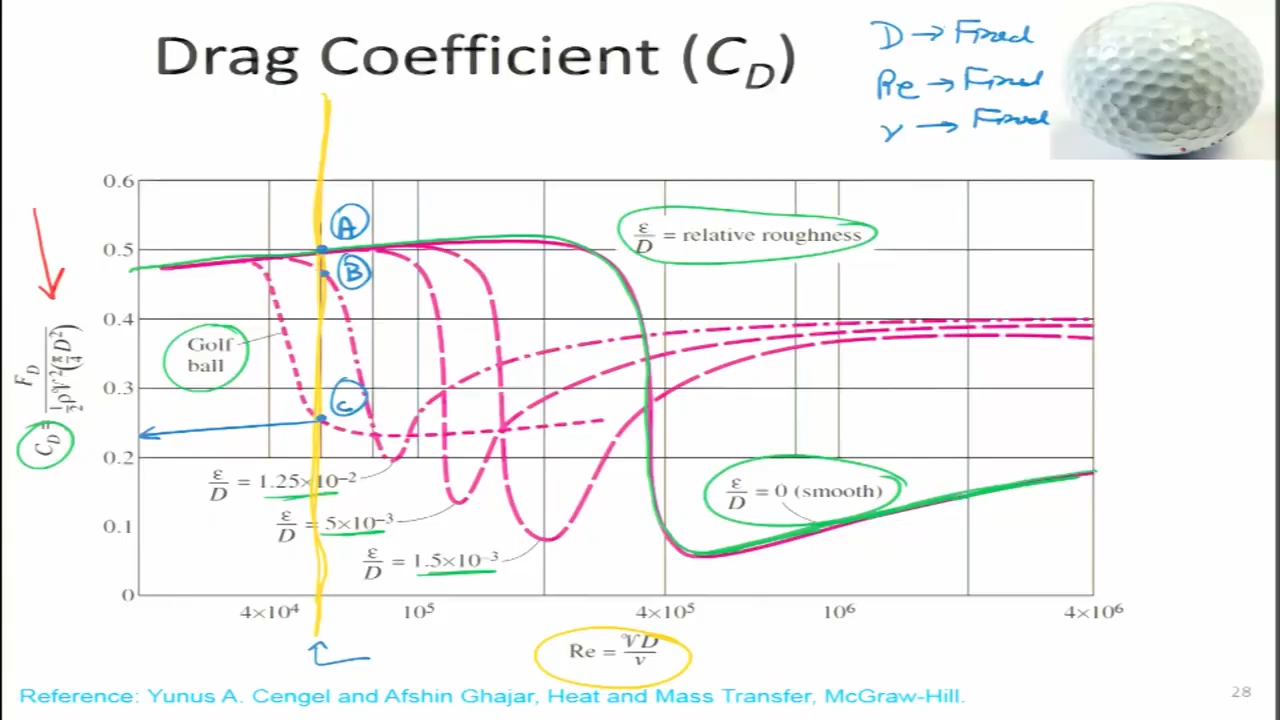 Drag Coefficient (C_D)
D → Fixed
Re → Fixed
ν → Fixed
0.6
0.5
0.4
0.3
0.2
0.1
0
A
B
C
ε/D = relative roughness
Golf
ball
C_D = F_D / ½ρ𝒱²(π/4 D²)
ε/D = 1.25×10⁻²
ε/D = 5×10⁻³
ε/D = 1.5×10⁻³
ε/D = 0 (smooth)
4×10⁴ 10⁵ 4×10⁵ 10⁶ 4×10⁶
Re = 𝒱D/ν
Reference: Yunus A. Cengel and Afshin Ghajar, Heat and Mass Transfer, McGraw-Hill.
28